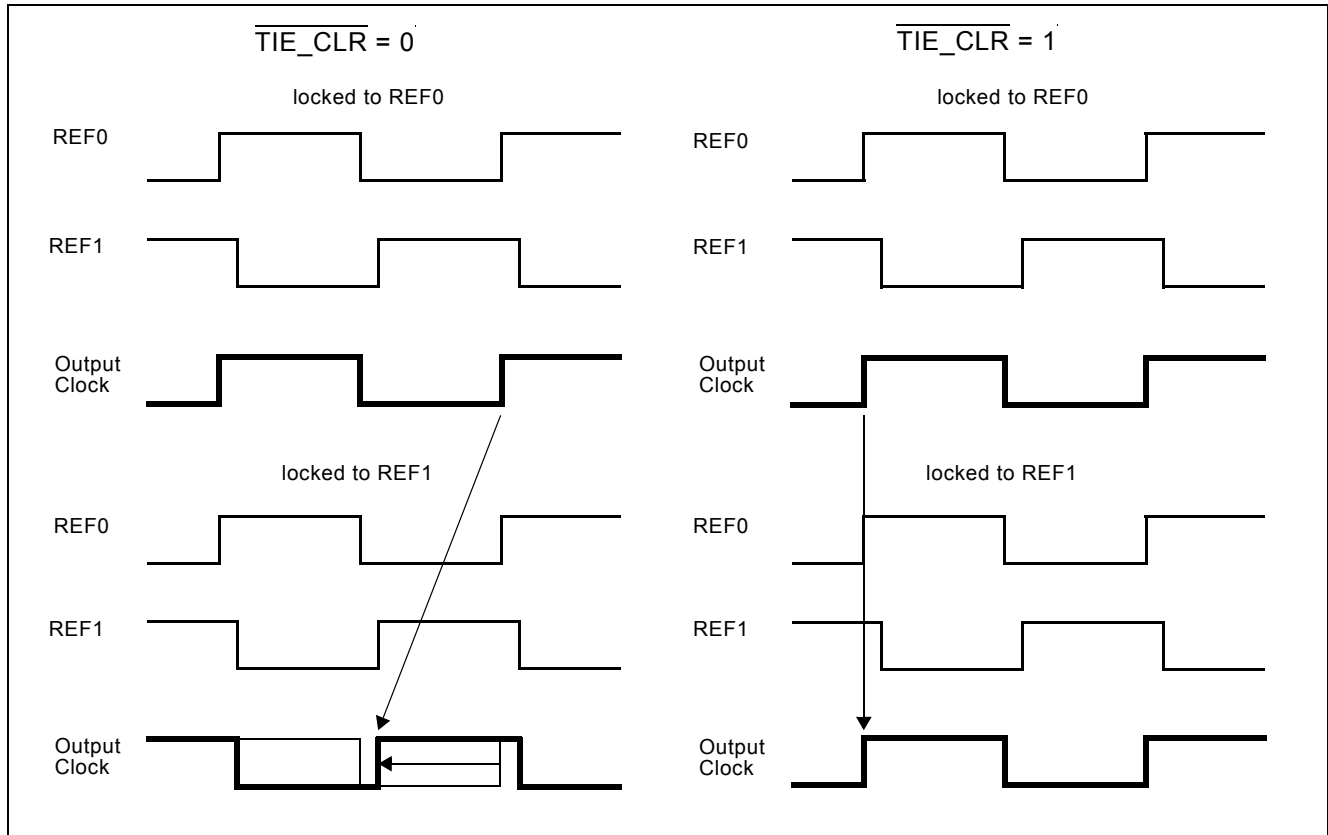 TIE_CLR = 0
locked to REF0
REF0
REF1
Output
Clock
locked to REF1
REF0
REF1
Output
Clock
TIE_CLR = 1
locked to REF0
REF0
REF1
Output
Clock
locked to REF1
REF0
REF1
Output
Clock